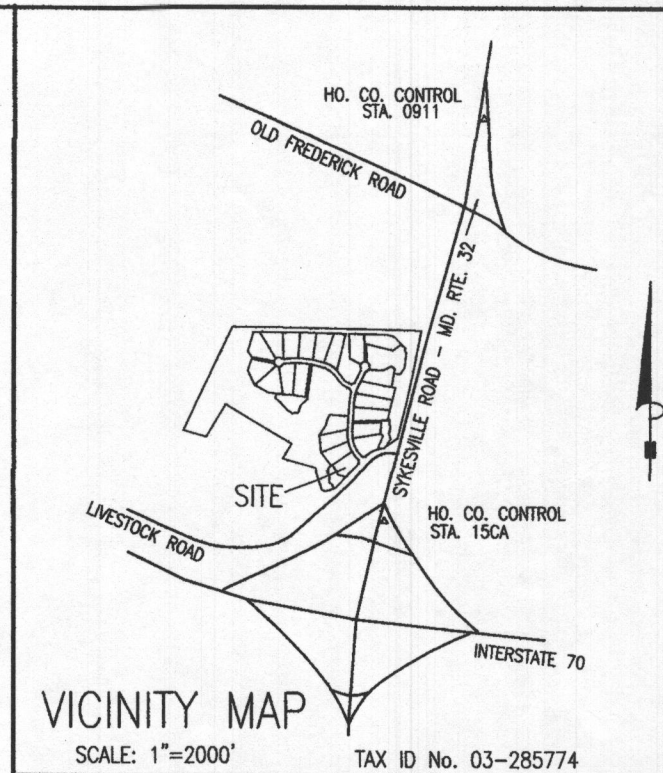 HO. CO. CONTROL
STA. 0911
OLD FREDERICK ROAD
SYKESVILLE ROAD - MD. RTE. 32
SITE
LIVESTOCK ROAD
HO. CO. CONTROL
STA. 15CA
INTERSTATE 70
VICINITY MAP
SCALE: 1"=2000'
TAX ID No. 03-285774